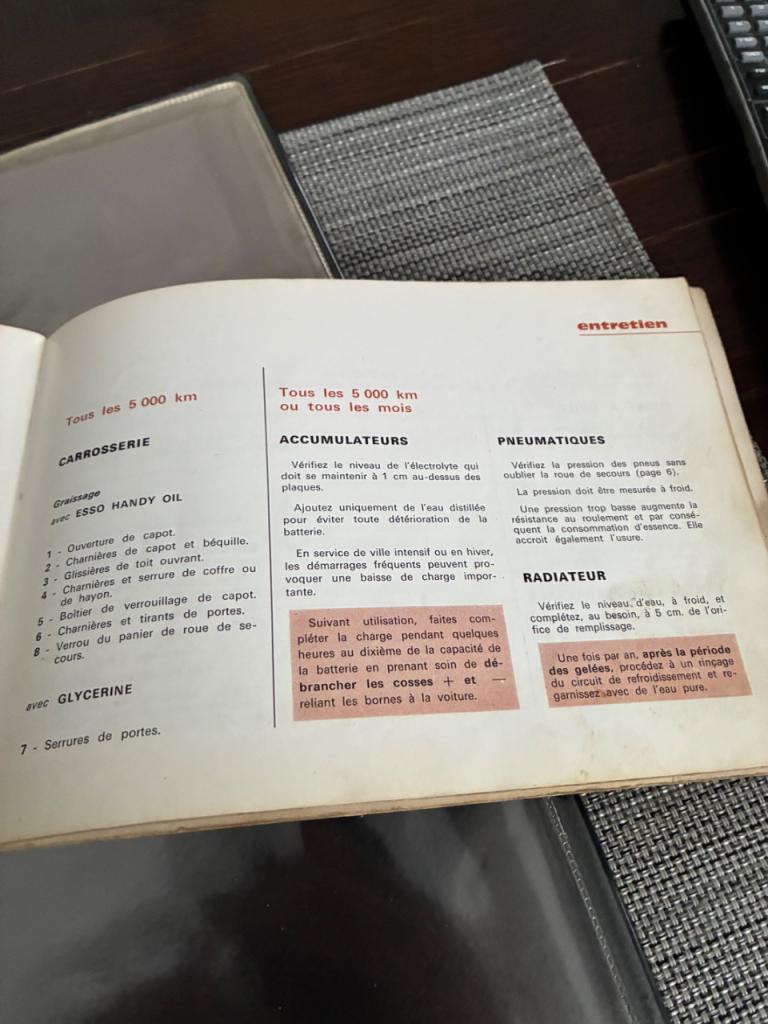 entretien
Tous les 5 000 km
CARROSSERIE
Graissage
avec ESSO HANDY OIL
1 - Ouverture de capot.
2 - Charnières de capot et béquille.
3 - Glissières de toit ouvrant.
4 - Charnières et serrure de coffre ou
de hayon.
5 - Boîtier de verrouillage de capot.
6 - Charnières et tirants de portes.
8 - Verrou du panier de roue de se-
cours.
avec GLYCERINE
7 - Serrures de portes.
Tous les 5 000 km
ou tous les mois
ACCUMULATEURS
Vérifiez le niveau de l'électrolyte qui
doit se maintenir à 1 cm au-dessus des
plaques.
Ajoutez uniquement de l'eau distillée
pour éviter toute détérioration de la
batterie.
En service de ville intensif ou en hiver,
les démarrages fréquents peuvent pro-
voquer une baisse de charge impor-
tante.
Suivant utilisation, faites com-
pléter la charge pendant quelques
heures au dixième de la capacité de
la batterie en prenant soin de dé-
brancher les cosses + et —
reliant les bornes à la voiture.
PNEUMATIQUES
Vérifiez la pression des pneus sans
oublier la roue de secours (page 6).
La pression doit être mesurée à froid.
Une pression trop basse augmente la
résistance au roulement et par consé-
quent la consommation d'essence. Elle
accroit également l'usure.
RADIATEUR
Vérifiez le niveau d'eau, à froid, et
complétez, au besoin, à 5 cm. de l'ori-
fice de remplissage.
Une fois par an, après la période
des gelées, procédez à un rinçage
du circuit de refroidissement et re-
garnissez avec de l'eau pure.